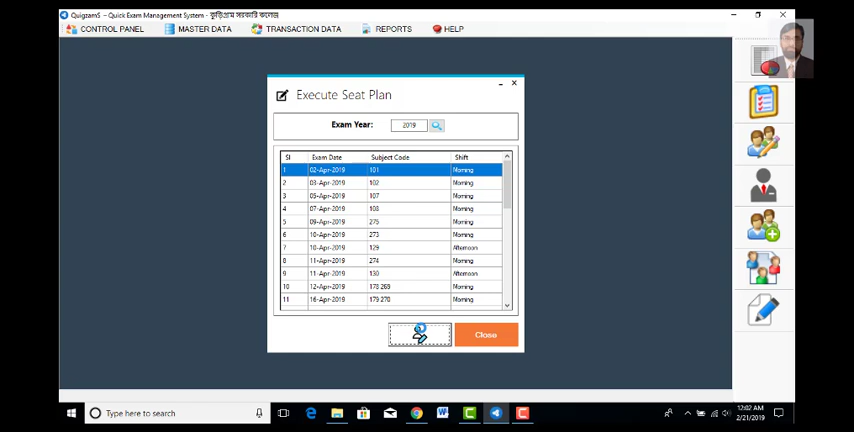 QuigzamS - Quick Exam Management System - কুড়িগ্রাম সরকারি কলেজ
CONTROL PANEL MASTER DATA TRANSACTION DATA REPORTS HELP
Execute Seat Plan
Exam Year: 2019
Sl Exam Date Subject Code Shift
1 02-Apr-2019 101 Morning
2 03-Apr-2019 102 Morning
3 05-Apr-2019 107 Morning
4 07-Apr-2019 108 Morning
5 09-Apr-2019 275 Morning
6 10-Apr-2019 273 Morning
7 10-Apr-2019 129 Afternoon
8 11-Apr-2019 274 Morning
9 11-Apr-2019 130 Afternoon
10 12-Apr-2019 178 265 Morning
11 16-Apr-2019 179 270 Morning
Close
Type here to search
12:02 AM
2/21/2019